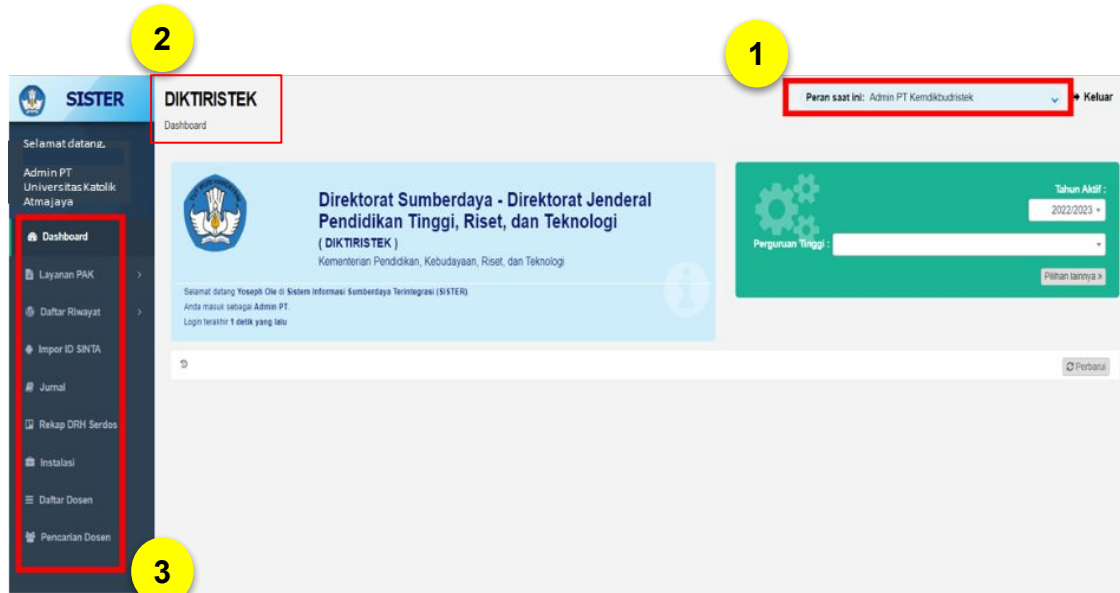 2
1
SISTER
DIKTIRISTEK
Dashboard
Peran saat ini: Admin PT Kemdikbudristek
Keluar
Selamat datang,
Admin PT
Universitas Katolik
Atmajaya
Dashboard
Layanan PAK
Daftar Riwayat
Impor ID SINTA
Jurnal
Rekap DRH Serdos
Instalasi
Daftar Dosen
Pencarian Dosen
3
Direktorat Sumberdaya - Direktorat Jenderal
Pendidikan Tinggi, Riset, dan Teknologi
( DIKTIRISTEK )
Kementerian Pendidikan, Kebudayaan, Riset, dan Teknologi
Selamat datang Yoseph Ole di Sistem Informasi Sumberdaya Terintegrasi (SISTER).
Anda masuk sebagai Admin PT.
Login terakhir 1 detik yang lalu
Tahun Aktif :
2022/2023
Perguruan Tinggi :
Pilihan lainnya »
Perbarui